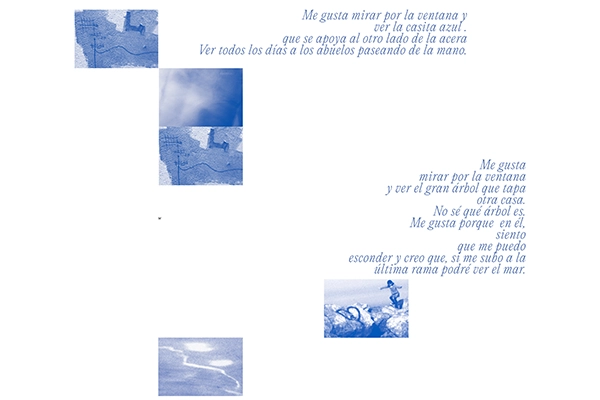 Me gusta mirar por la ventana y
ver la casita azul .
que se apoya al otro lado de la acera
Ver todos los días a los abuelos paseando de la mano.
Me gusta
mirar por la ventana
y ver el gran árbol que tapa
otra casa.
No sé qué árbol es.
Me gusta porque en él,
siento
que me puedo
esconder y creo que, si me subo a la
última rama podré ver el mar.